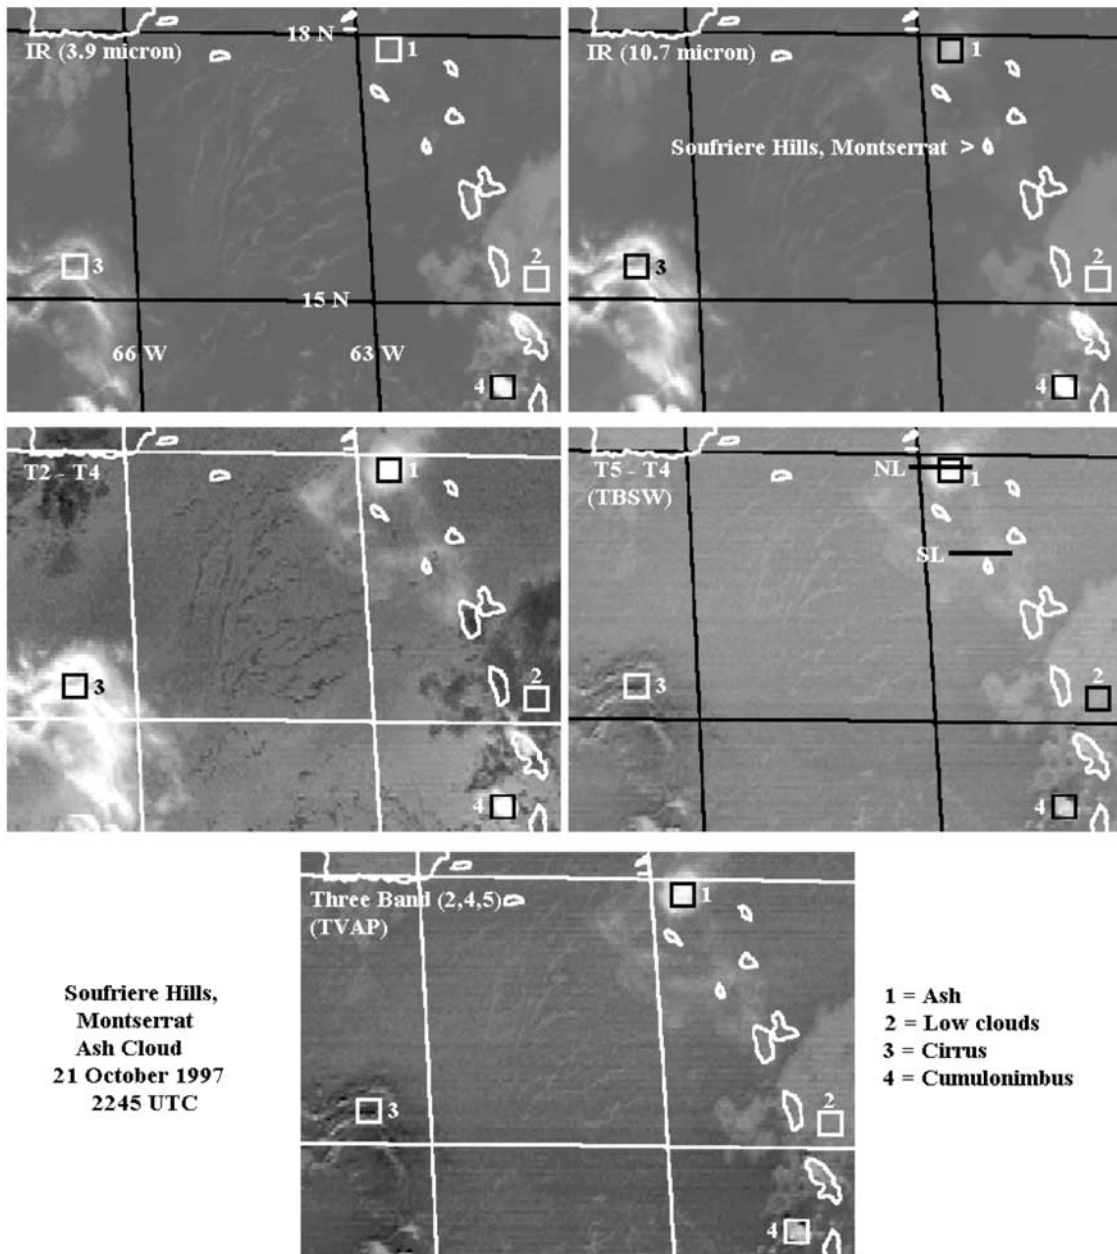 18 N
IR (3.9 micron)
1
3
2
15 N
66 W
63 W
4
IR (10.7 micron)
1
Soufriere Hills, Montserrat >
2
3
4
T2 - T4
1
2
3
4
T5 - T4
(TBSW)
NL
1
SL
2
3
4
Three Band (2,4,5)
(TVAP)
1
2
3
4
Soufriere Hills,
Montserrat
Ash Cloud
21 October 1997
2245 UTC
1 = Ash
2 = Low clouds
3 = Cirrus
4 = Cumulonimbus